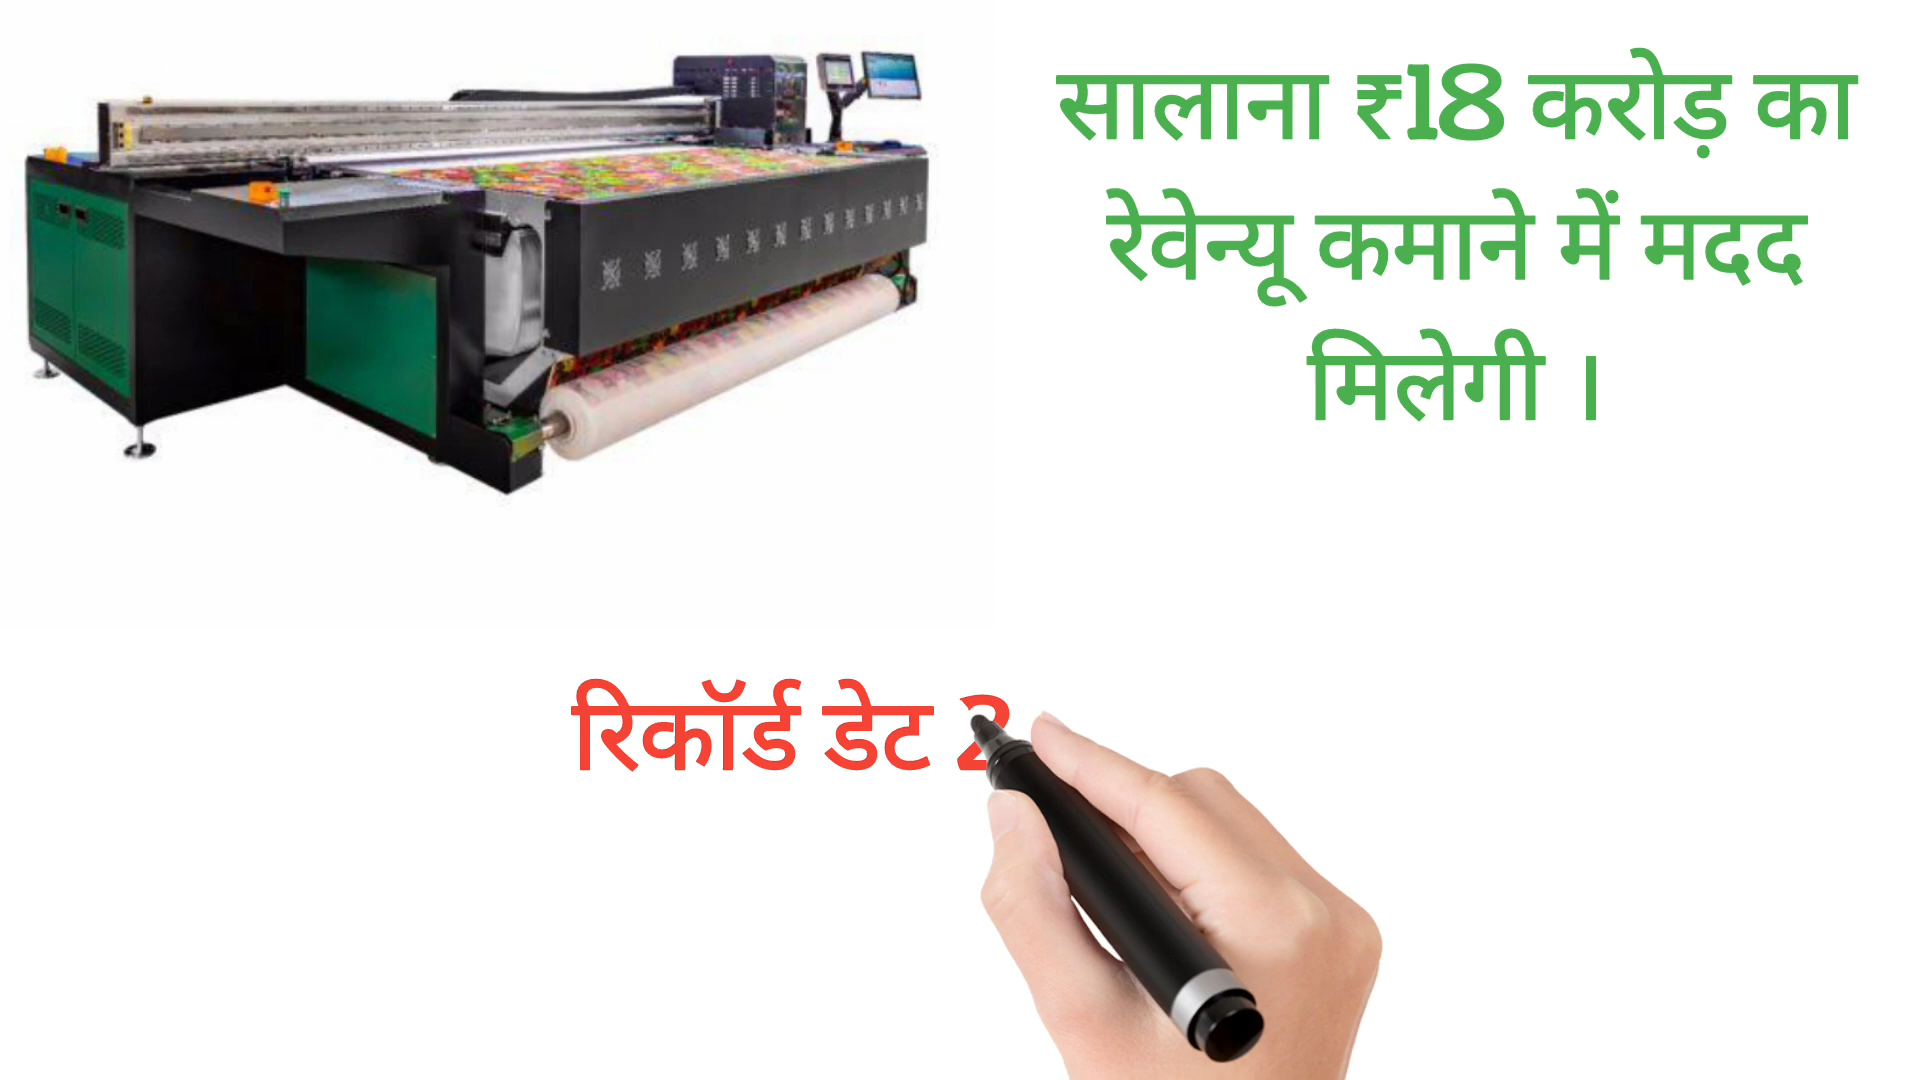 सालाना ₹18 करोड़ का
रेवेन्यू कमाने में मदद
मिलेगी ।
रिकॉर्ड डेट 2